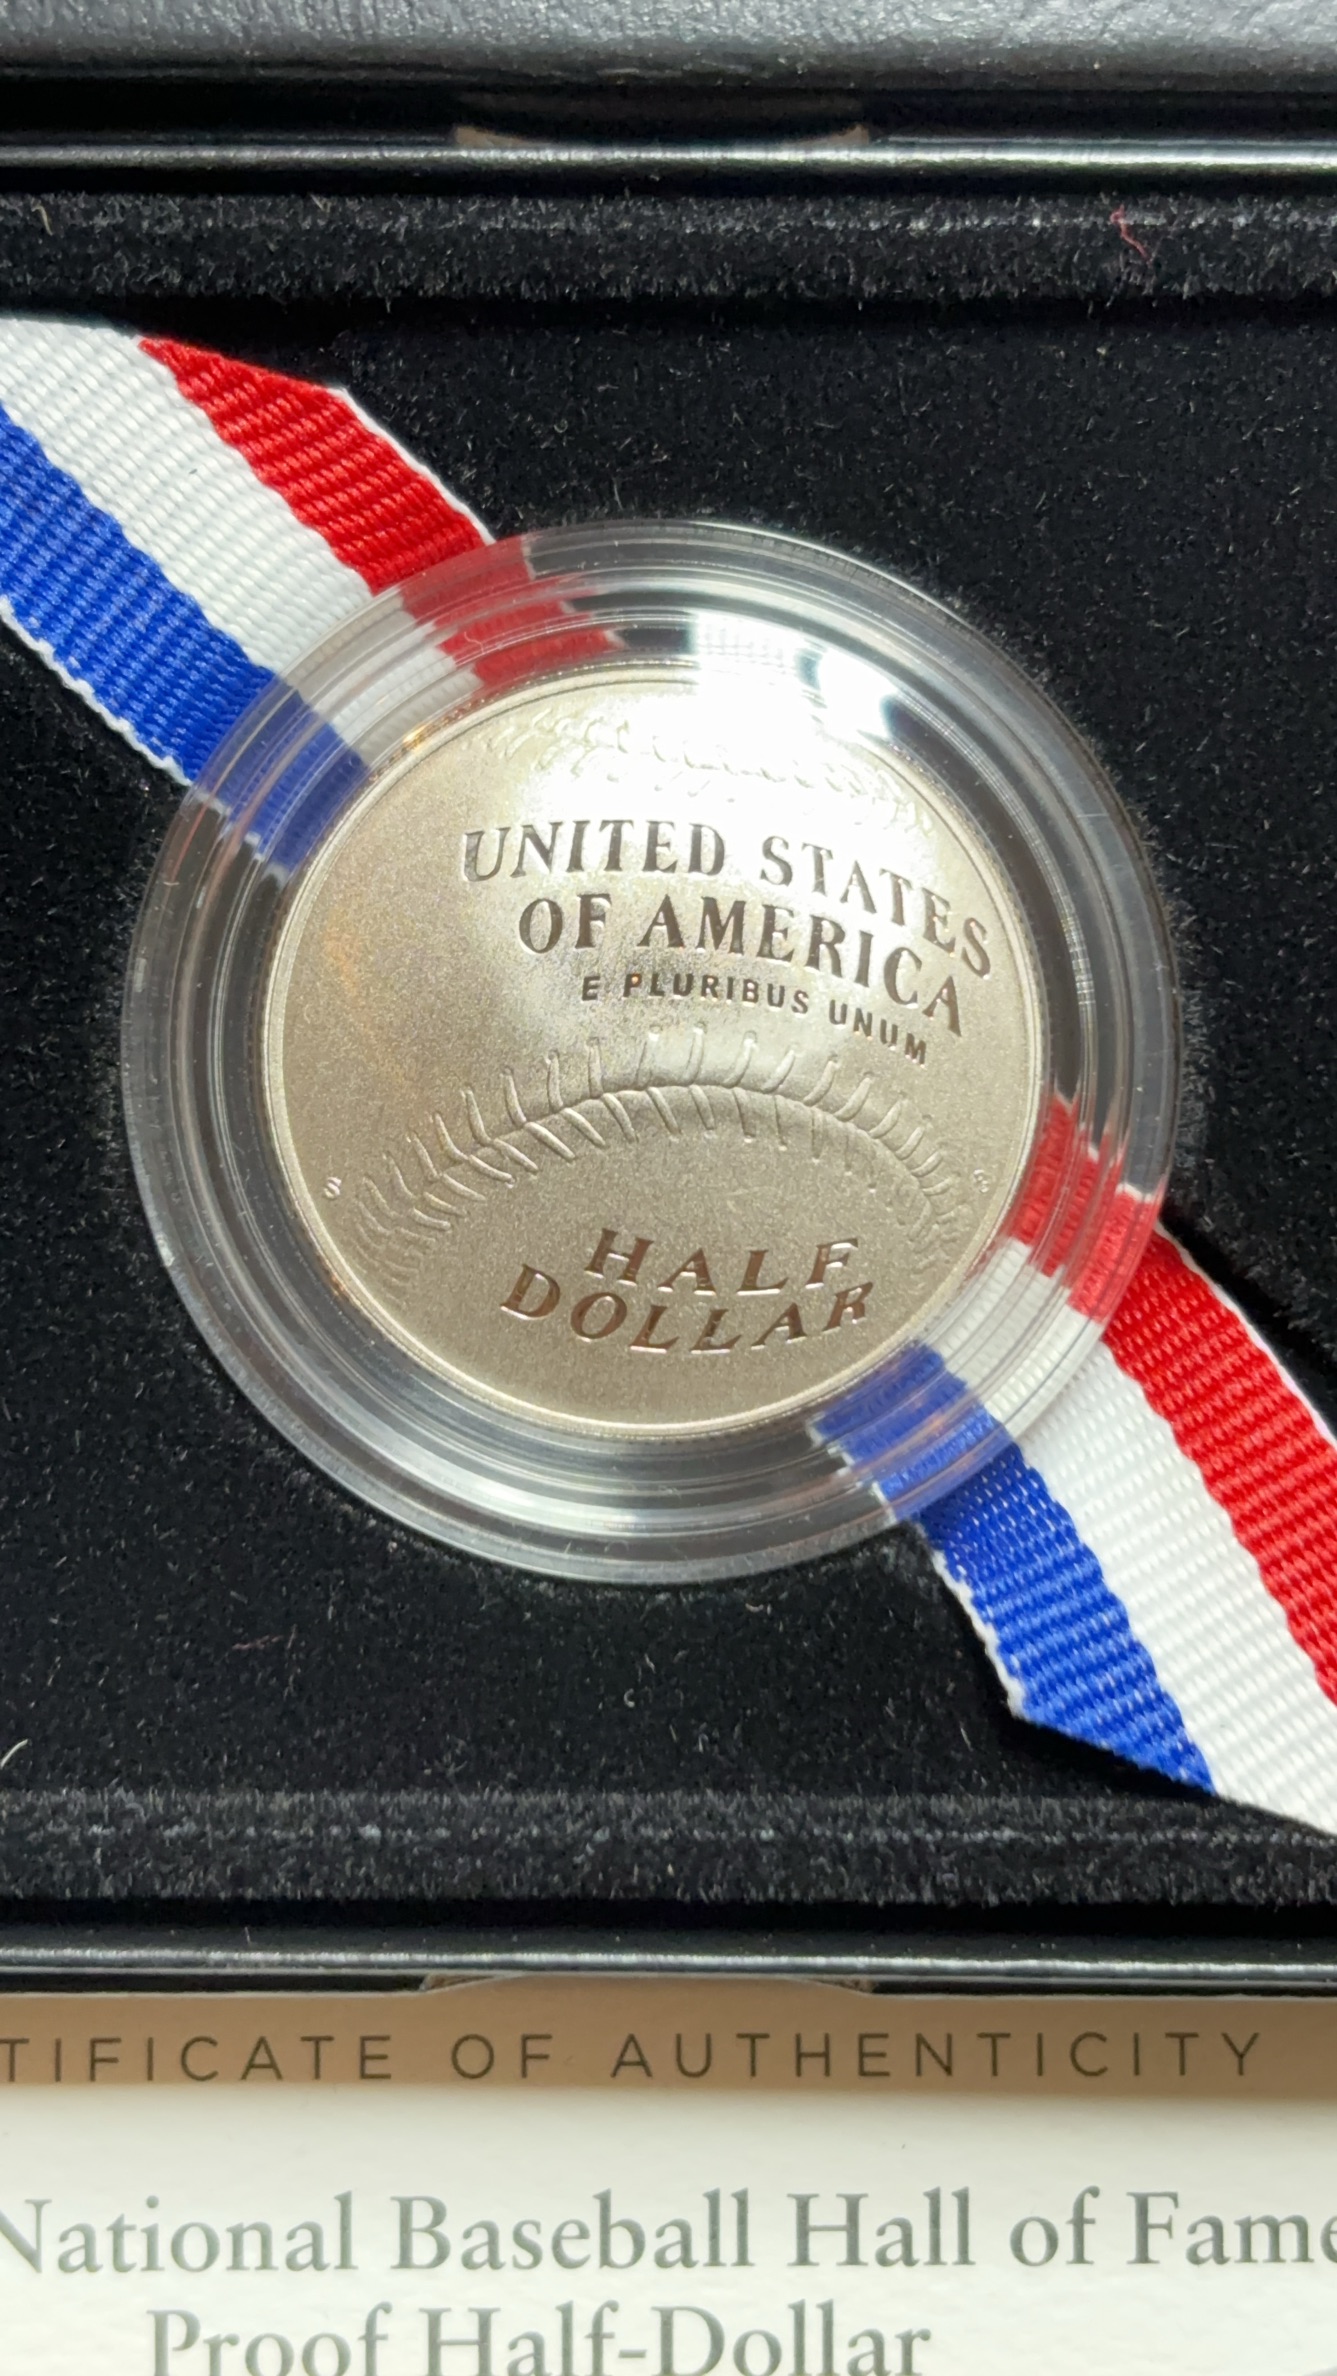 UNITED STATES
OF AMERICA
E PLURIBUS UNUM
S
HALF
DOLLAR
TIFICATE OF AUTHENTICITY
National Baseball Hall of Fame
Proof Half-Dollar